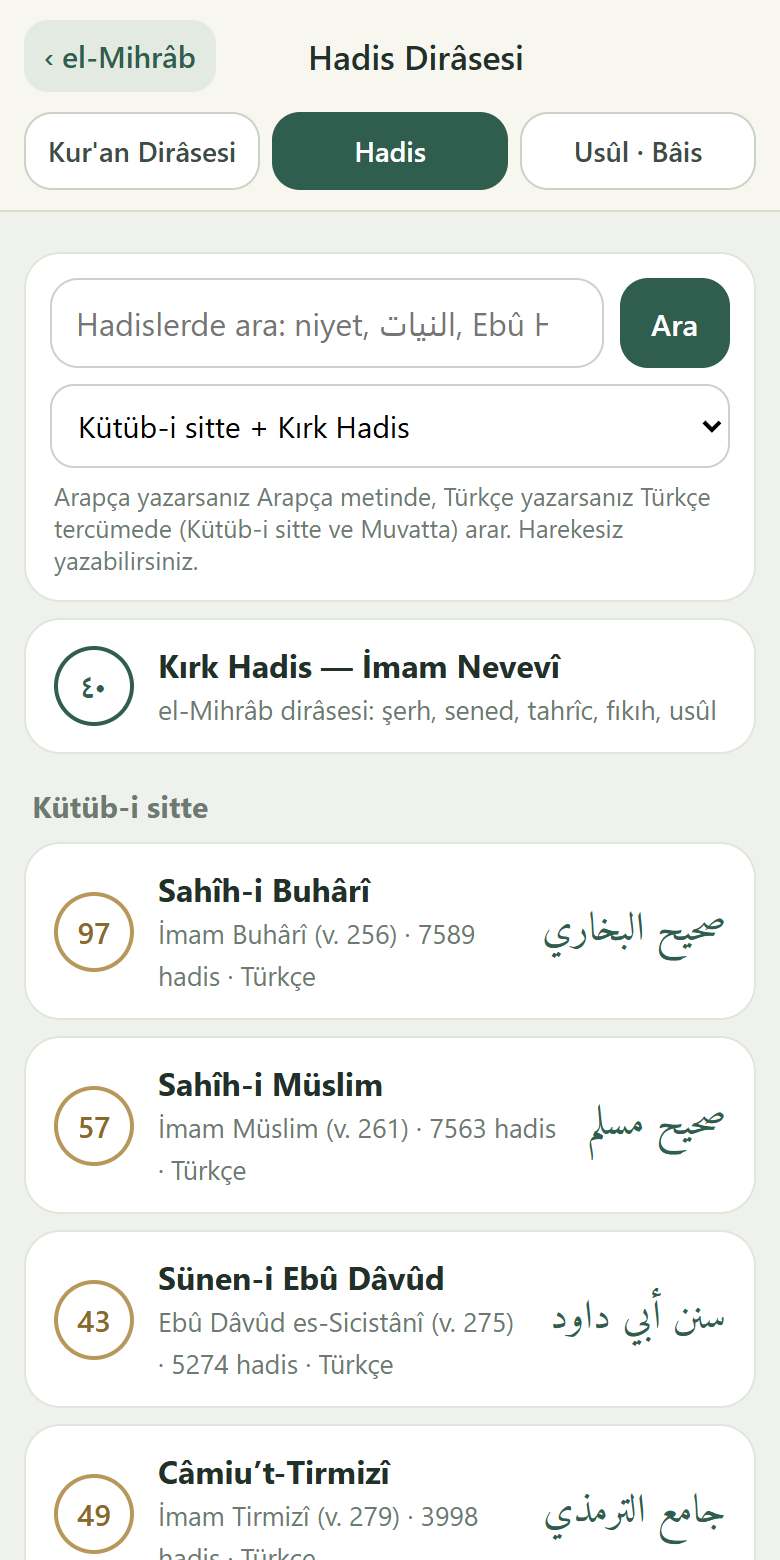 ‹ el-Mihrâb
Hadis Dirâsesi
Kur'an Dirâsesi
Hadis
Usûl · Bâis
Hadislerde ara: niyet, النيات, Ebû H
Ara
Kütüb-i sitte + Kırk Hadis
Arapça yazarsanız Arapça metinde, Türkçe yazarsanız Türkçe
tercümede (Kütüb-i sitte ve Muvatta) arar. Harekesiz
yazabilirsiniz.
٤٠
Kırk Hadis — İmam Nevevî
el-Mihrâb dirâsesi: şerh, sened, tahrîc, fıkıh, usûl
Kütüb-i sitte
97
Sahîh-i Buhârî
İmam Buhârî (v. 256) · 7589
hadis · Türkçe
صحيح البخاري
57
Sahîh-i Müslim
İmam Müslim (v. 261) · 7563 hadis
· Türkçe
صحيح مسلم
43
Sünen-i Ebû Dâvûd
Ebû Dâvûd es-Sicistânî (v. 275)
· 5274 hadis · Türkçe
سنن أبي داود
49
Câmiu’t-Tirmizî
İmam Tirmizî (v. 279) · 3998
hadis · Türkçe
جامع الترمذي